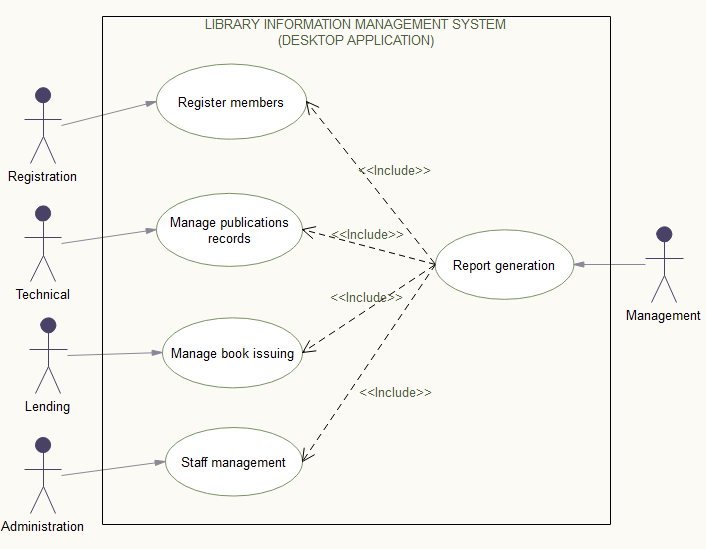 LIBRARY INFORMATION MANAGEMENT SYSTEM
(DESKTOP APPLICATION)
Register members
Registration
<<Include>>
Manage publications
records
<<Include>>
Technical
Report generation
Management
<<Include>>
Manage book issuing
Lending
<<Include>>
Staff management
Administration